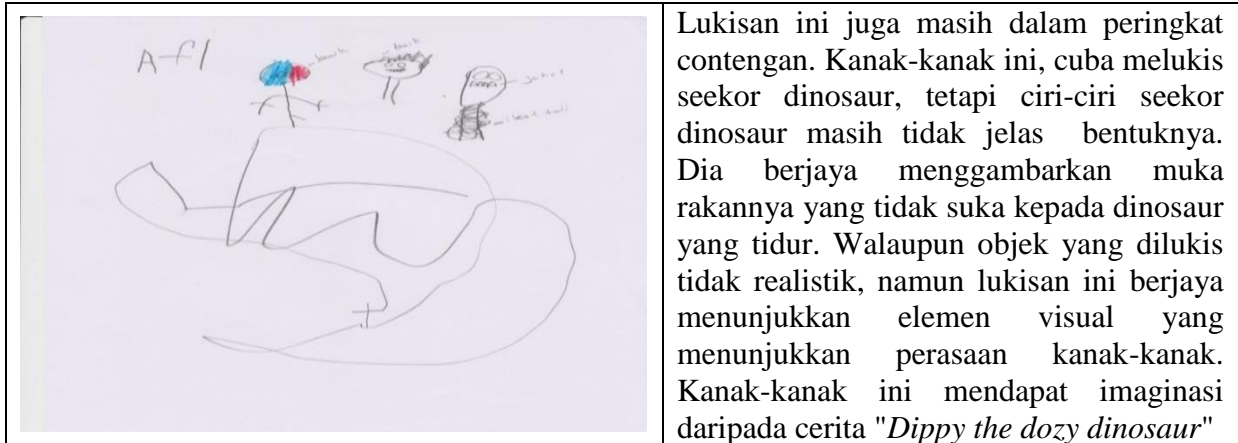 Afl
baik
baik
jahat
Lukisan ini juga masih dalam peringkat
contengan. Kanak-kanak ini, cuba melukis
seekor dinosaur, tetapi ciri-ciri seekor
dinosaur masih tidak jelas bentuknya.
Dia berjaya menggambarkan muka
rakannya yang tidak suka kepada dinosaur
yang tidur. Walaupun objek yang dilukis
tidak realistik, namun lukisan ini berjaya
menunjukkan elemen visual yang
menunjukkan perasaan kanak-kanak.
Kanak-kanak ini mendapat imaginasi
daripada cerita "Dippy the dozy dinosaur"